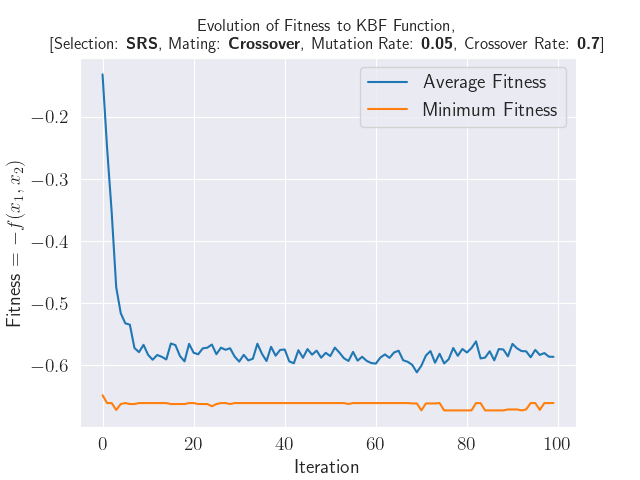 Evolution of Fitness to KBF Function,
[Selection: SRS, Mating: Crossover, Mutation Rate: 0.05, Crossover Rate: 0.7]
Average Fitness
Minimum Fitness
−0.2
−0.3
−0.4
−0.5
−0.6
Fitness = −f(x₁, x₂)
0 20 40 60 80 100
Iteration